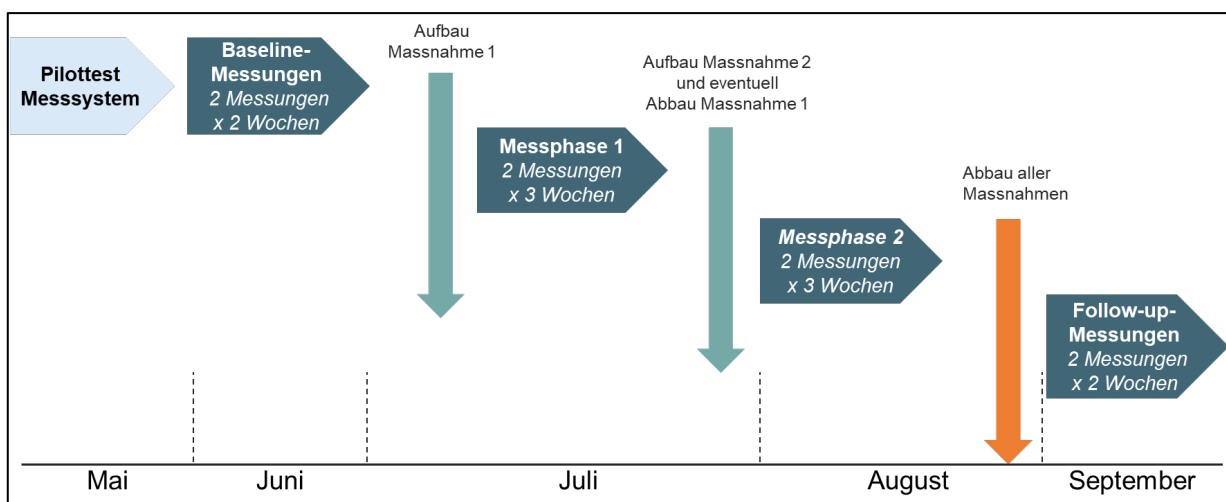 Pilottest
Messsystem
Baseline-
Messungen
2 Messungen
x 2 Wochen
Aufbau
Massnahme 1
Messphase 1
2 Messungen
x 3 Wochen
Aufbau Massnahme 2
und eventuell
Abbau Massnahme 1
Messphase 2
2 Messungen
x 3 Wochen
Abbau aller
Massnahmen
Follow-up-
Messungen
2 Messungen
x 2 Wochen
Mai
Juni
Juli
August
September